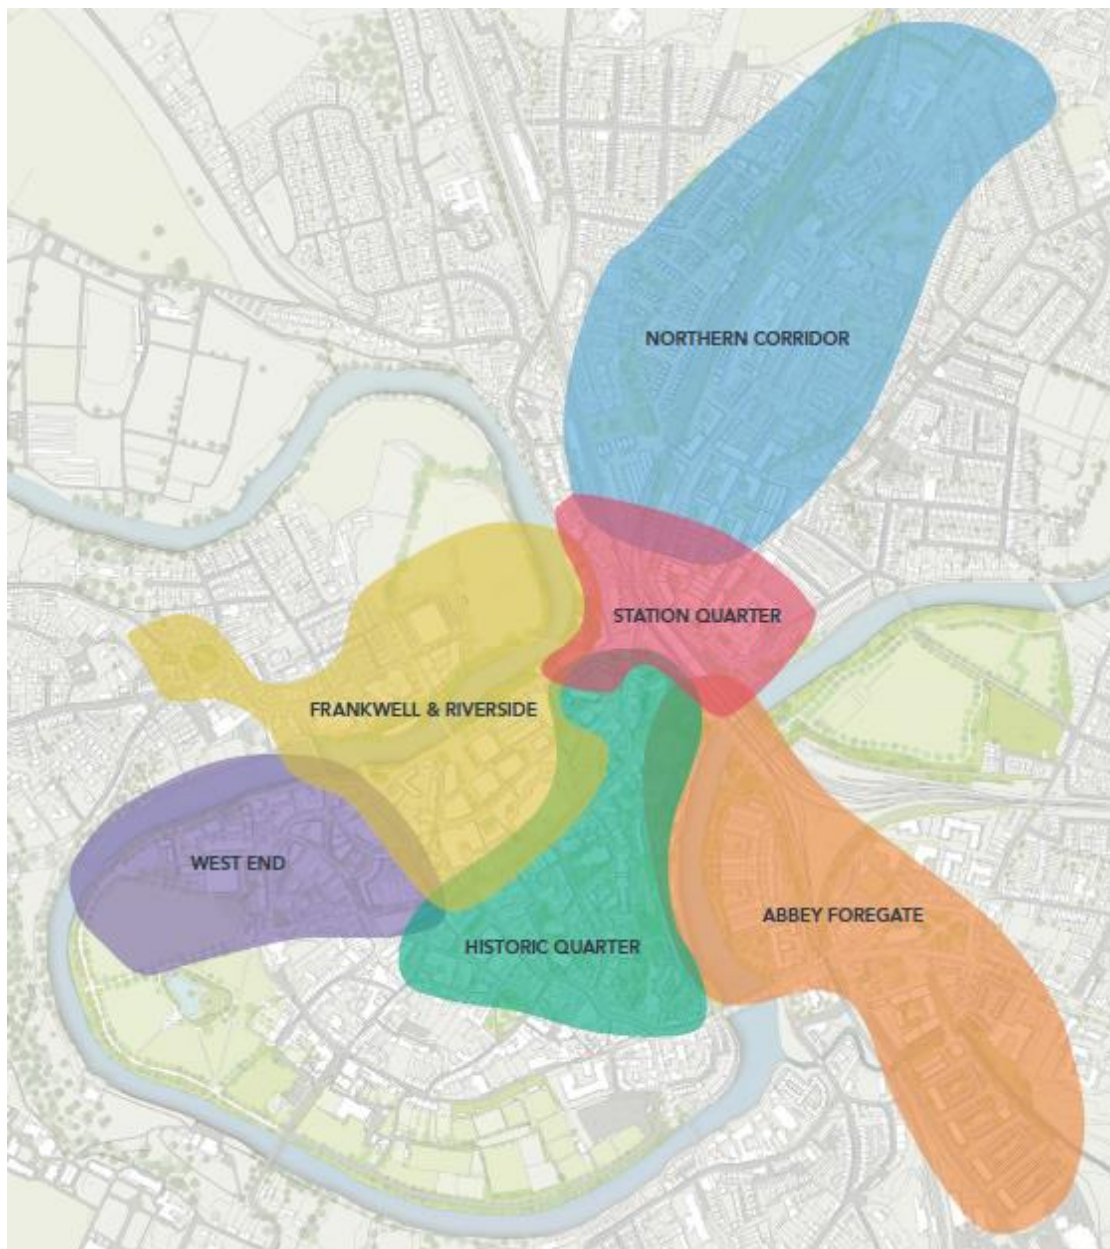 NORTHERN CORRIDOR
STATION QUARTER
FRANKWELL & RIVERSIDE
WEST END
ABBEY FOREGATE
HISTORIC QUARTER